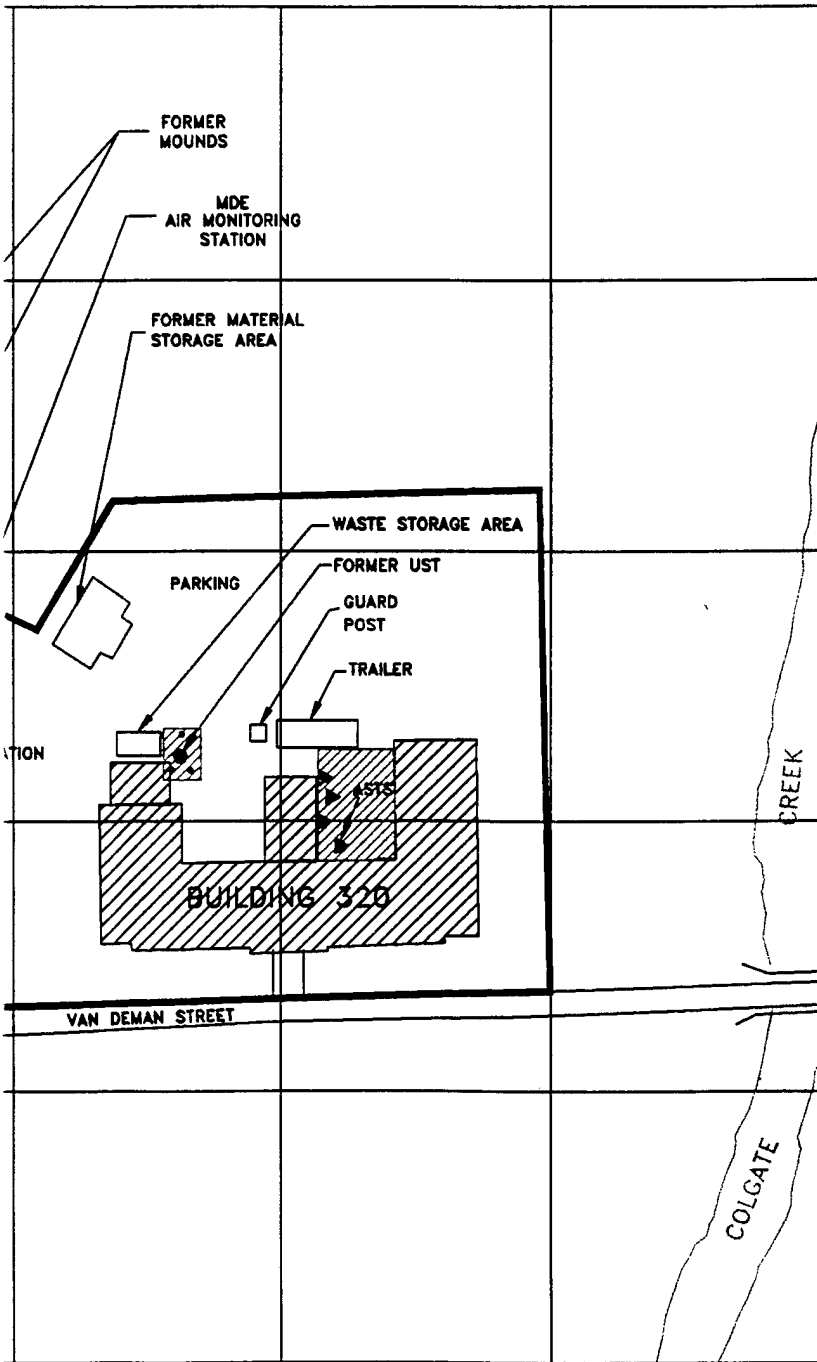 FORMER
MOUNDS
MDE
AIR MONITORING
STATION
FORMER MATERIAL
STORAGE AREA
WASTE STORAGE AREA
FORMER UST
PARKING
GUARD
POST
TRAILER
ATION
ASTS
CREEK
BUILDING 320
VAN DEMAN STREET
COLGATE